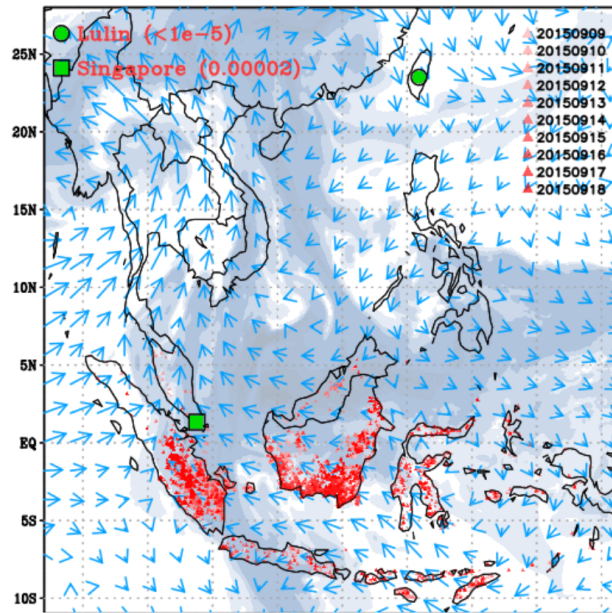 25N
20N
15N
10N
5N
EQ
5S
10S
Lulin (<1e-5)
Singapore (0.00002)
20150909
20150910
20150911
20150912
20150913
20150914
20150915
20150916
20150917
20150918